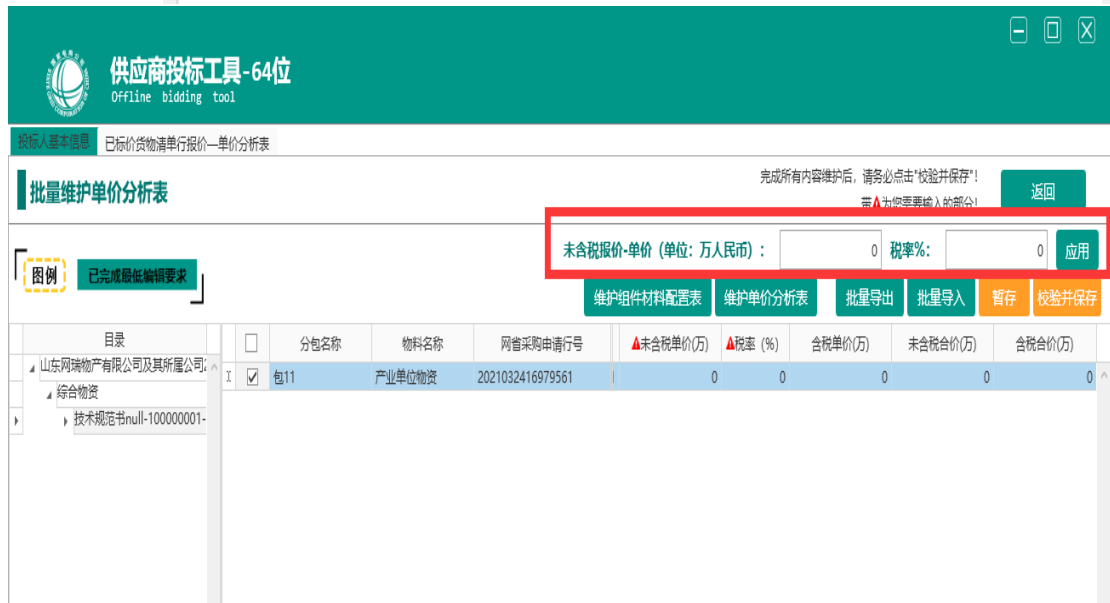 供应商投标工具-64位
Offline bidding tool
投标人基本信息 已标价货物清单行报价—单价分析表
批量维护单价分析表
完成所有内容维护后，请务必点击"校验并保存"!
带▲为您需要输入的部分!
返回
未含税报价-单价（单位：万人民币）： 0 税率%： 0 应用
图例 已完成最低编辑要求
维护组件材料配置表 维护单价分析表 批量导出 批量导入 暂存 校验并保存
目录 分包名称 物料名称 网省采购申请行号 ▲未含税单价(万) ▲税率（%） 含税单价(万) 未含税合价(万) 含税合价(万)
山东网瑞物产有限公司及其所属公司2
包11 产业单位物资 2021032416979561 0 0 0 0 0
综合物资
技术规范书null-100000001-